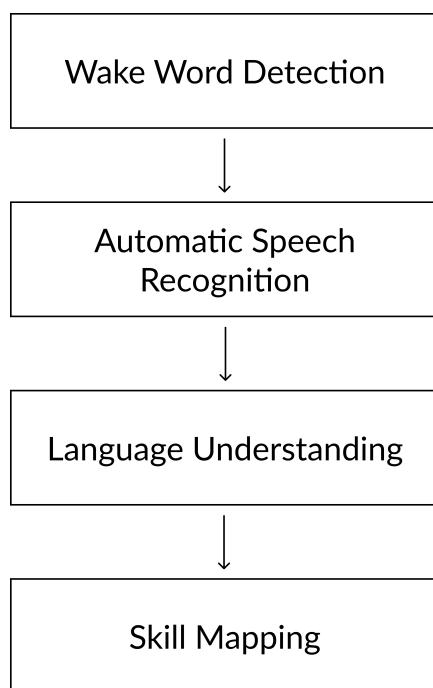 Wake Word Detection
Automatic Speech
Recognition
Language Understanding
Skill Mapping